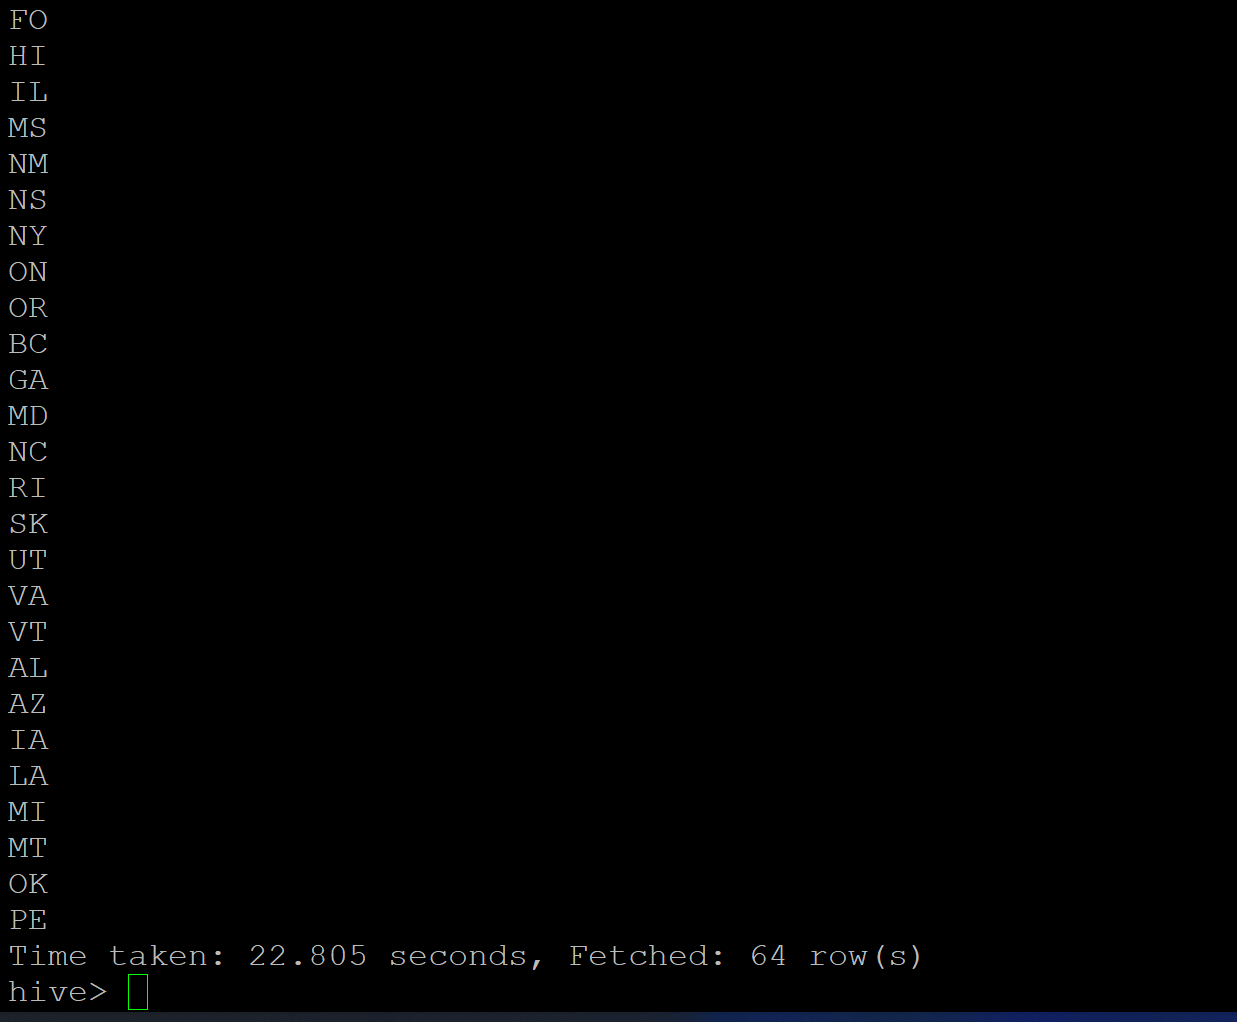 FO
HI
IL
MS
NM
NS
NY
ON
OR
BC
GA
MD
NC
RI
SK
UT
VA
VT
AL
AZ
IA
LA
MI
MT
OK
PE
Time taken: 22.805 seconds, Fetched: 64 row(s)
hive>